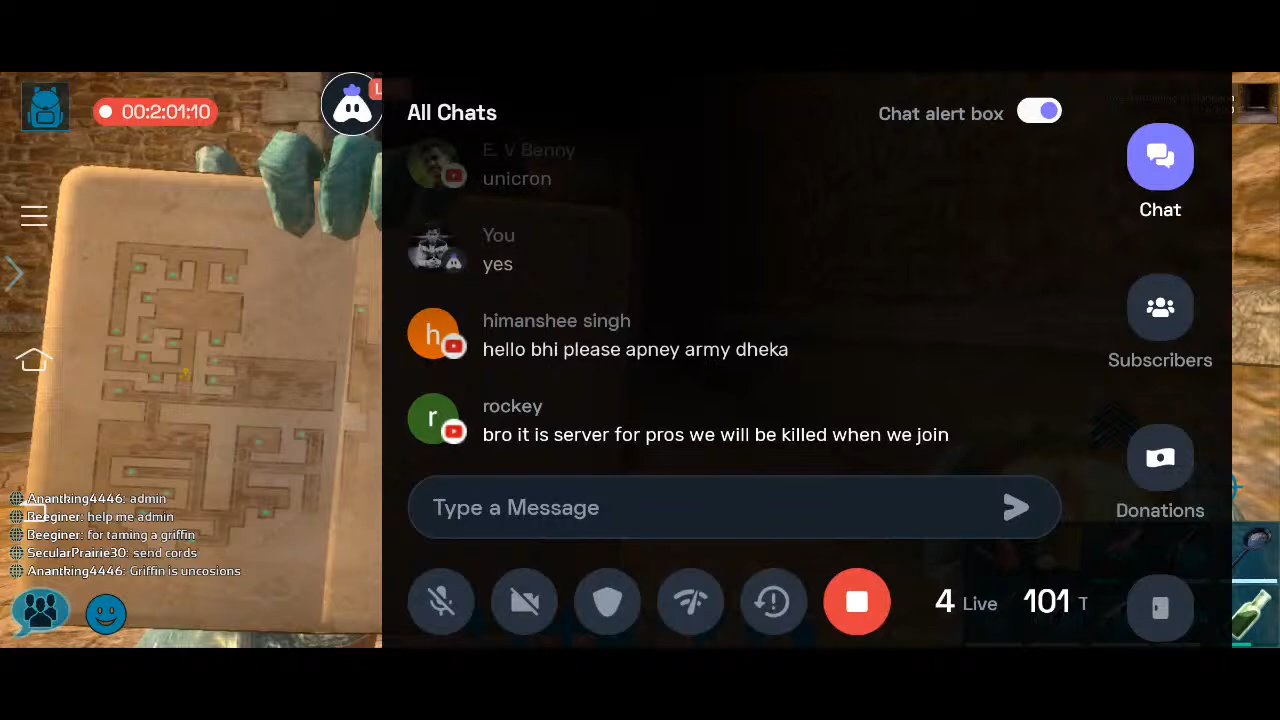 00:2:01:10
L
All Chats
Chat alert box
E. V Benny
unicron
You
yes
himanshee singh
hello bhi please apney army dheka
rockey
bro it is server for pros we will be killed when we join
Type a Message
Chat
Subscribers
Donations
4 Live 101 T
Anantking4446: admin
Beeginer: help me admin
Beeginer: for taming a griffin
SecularPrairie30: send cords
Anantking4446: Griffin is uncosions